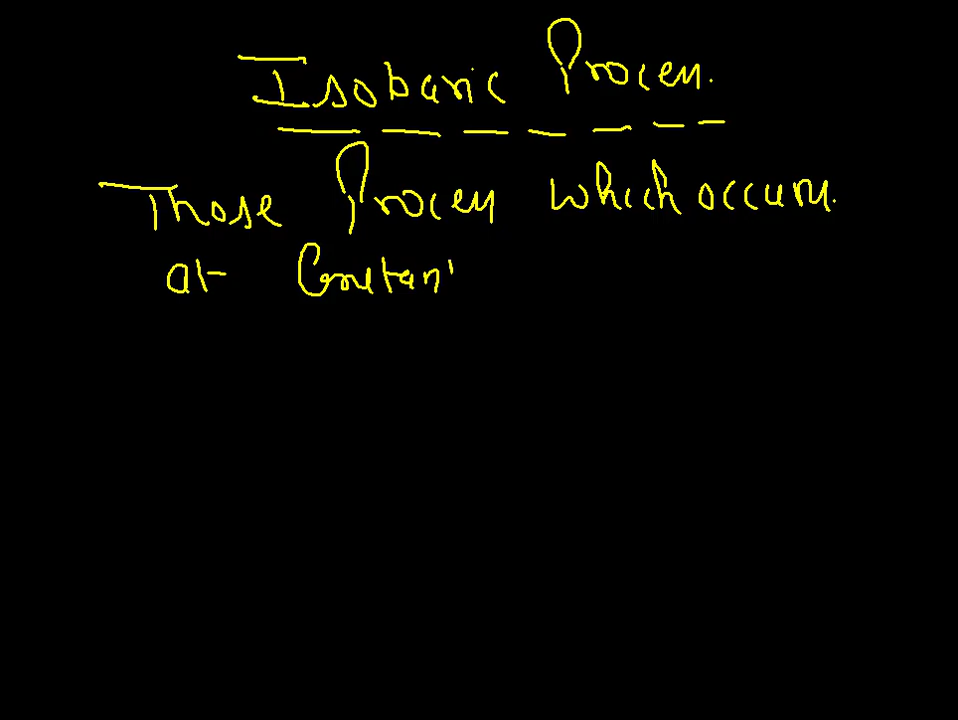 Isobaric Process.
Those Process which occurs.
at Constant